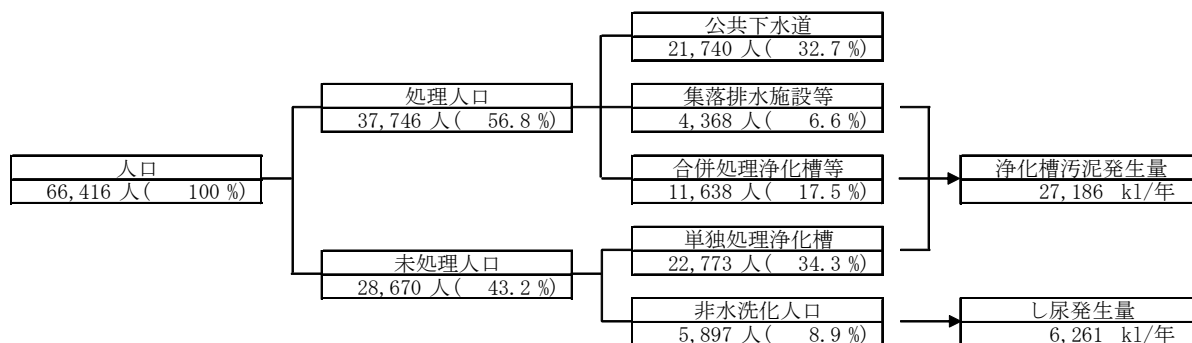 公共下水道
21,740 人( 32.7 %)
処理人口
37,746 人( 56.8 %)
集落排水施設等
4,368 人( 6.6 %)
人口
66,416 人( 100 %)
合併処理浄化槽等
11,638 人( 17.5 %)
浄化槽汚泥発生量
27,186 kl/年
単独処理浄化槽
22,773 人( 34.3 %)
未処理人口
28,670 人( 43.2 %)
非水洗化人口
5,897 人( 8.9 %)
し尿発生量
6,261 kl/年